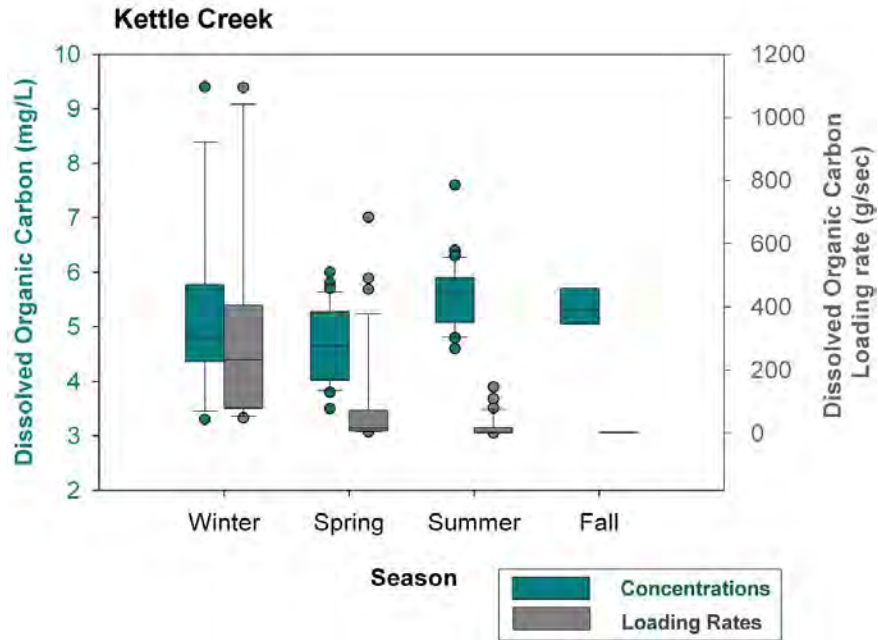 Kettle Creek
Dissolved Organic Carbon (mg/L)
10
9
8
7
6
5
4
3
2
1200
1000
800
600
400
200
0
Dissolved Organic Carbon
Loading rate (g/sec)
Winter
Spring
Summer
Fall
Season
Concentrations
Loading Rates